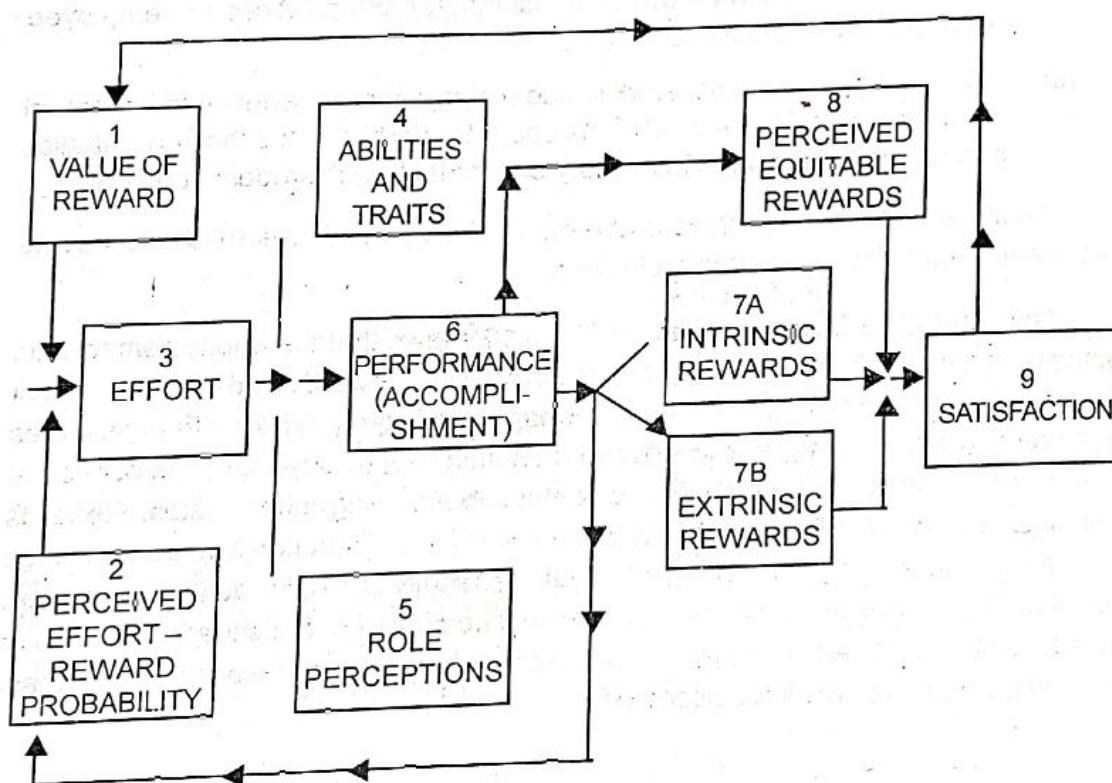 1
VALUE OF
REWARD
4
ABILITIES
AND
TRAITS
8
PERCEIVED
EQUITABLE
REWARDS
3
EFFORT
6
PERFORMANCE
(ACCOMPLI-
SHMENT)
7A
INTRINSIC
REWARDS
7B
EXTRINSIC
REWARDS
9
SATISFACTION
2
PERCEIVED
EFFORT –
REWARD
PROBABILITY
5
ROLE
PERCEPTIONS